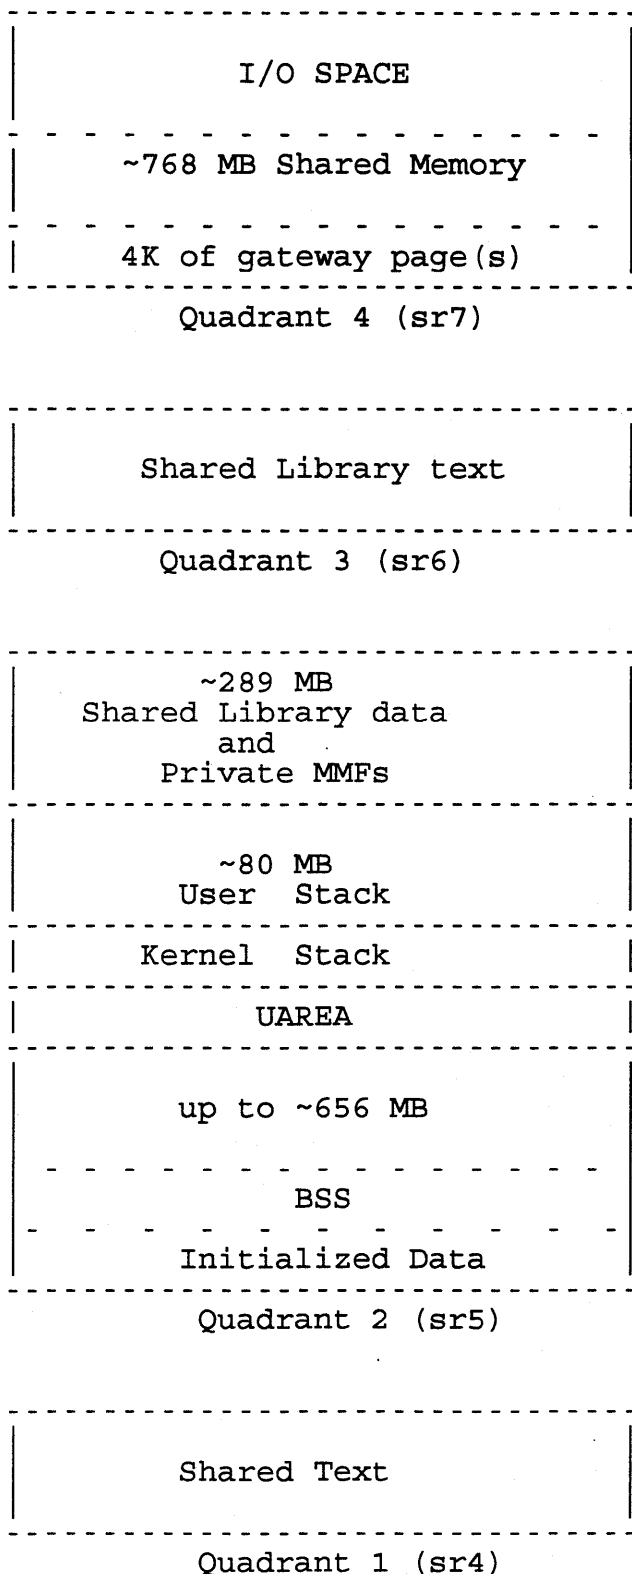 I/O SPACE
~768 MB Shared Memory
4K of gateway page(s)
Quadrant 4 (sr7)
Shared Library text
Quadrant 3 (sr6)
~289 MB
Shared Library data
and
Private MMFs
~80 MB
User Stack
Kernel Stack
UAREA
up to ~656 MB
BSS
Initialized Data
Quadrant 2 (sr5)
Shared Text
Quadrant 1 (sr4)